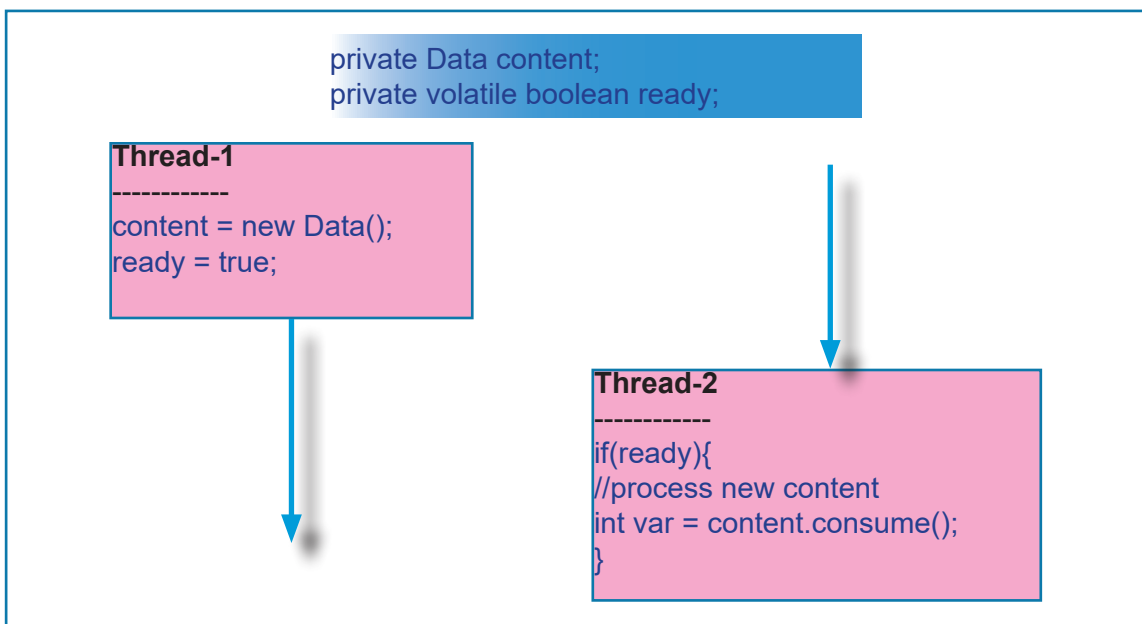 private Data content;
private volatile boolean ready;
Thread-1
------------
content = new Data();
ready = true;
Thread-2
------------
if(ready){
//process new content
int var = content.consume();
}